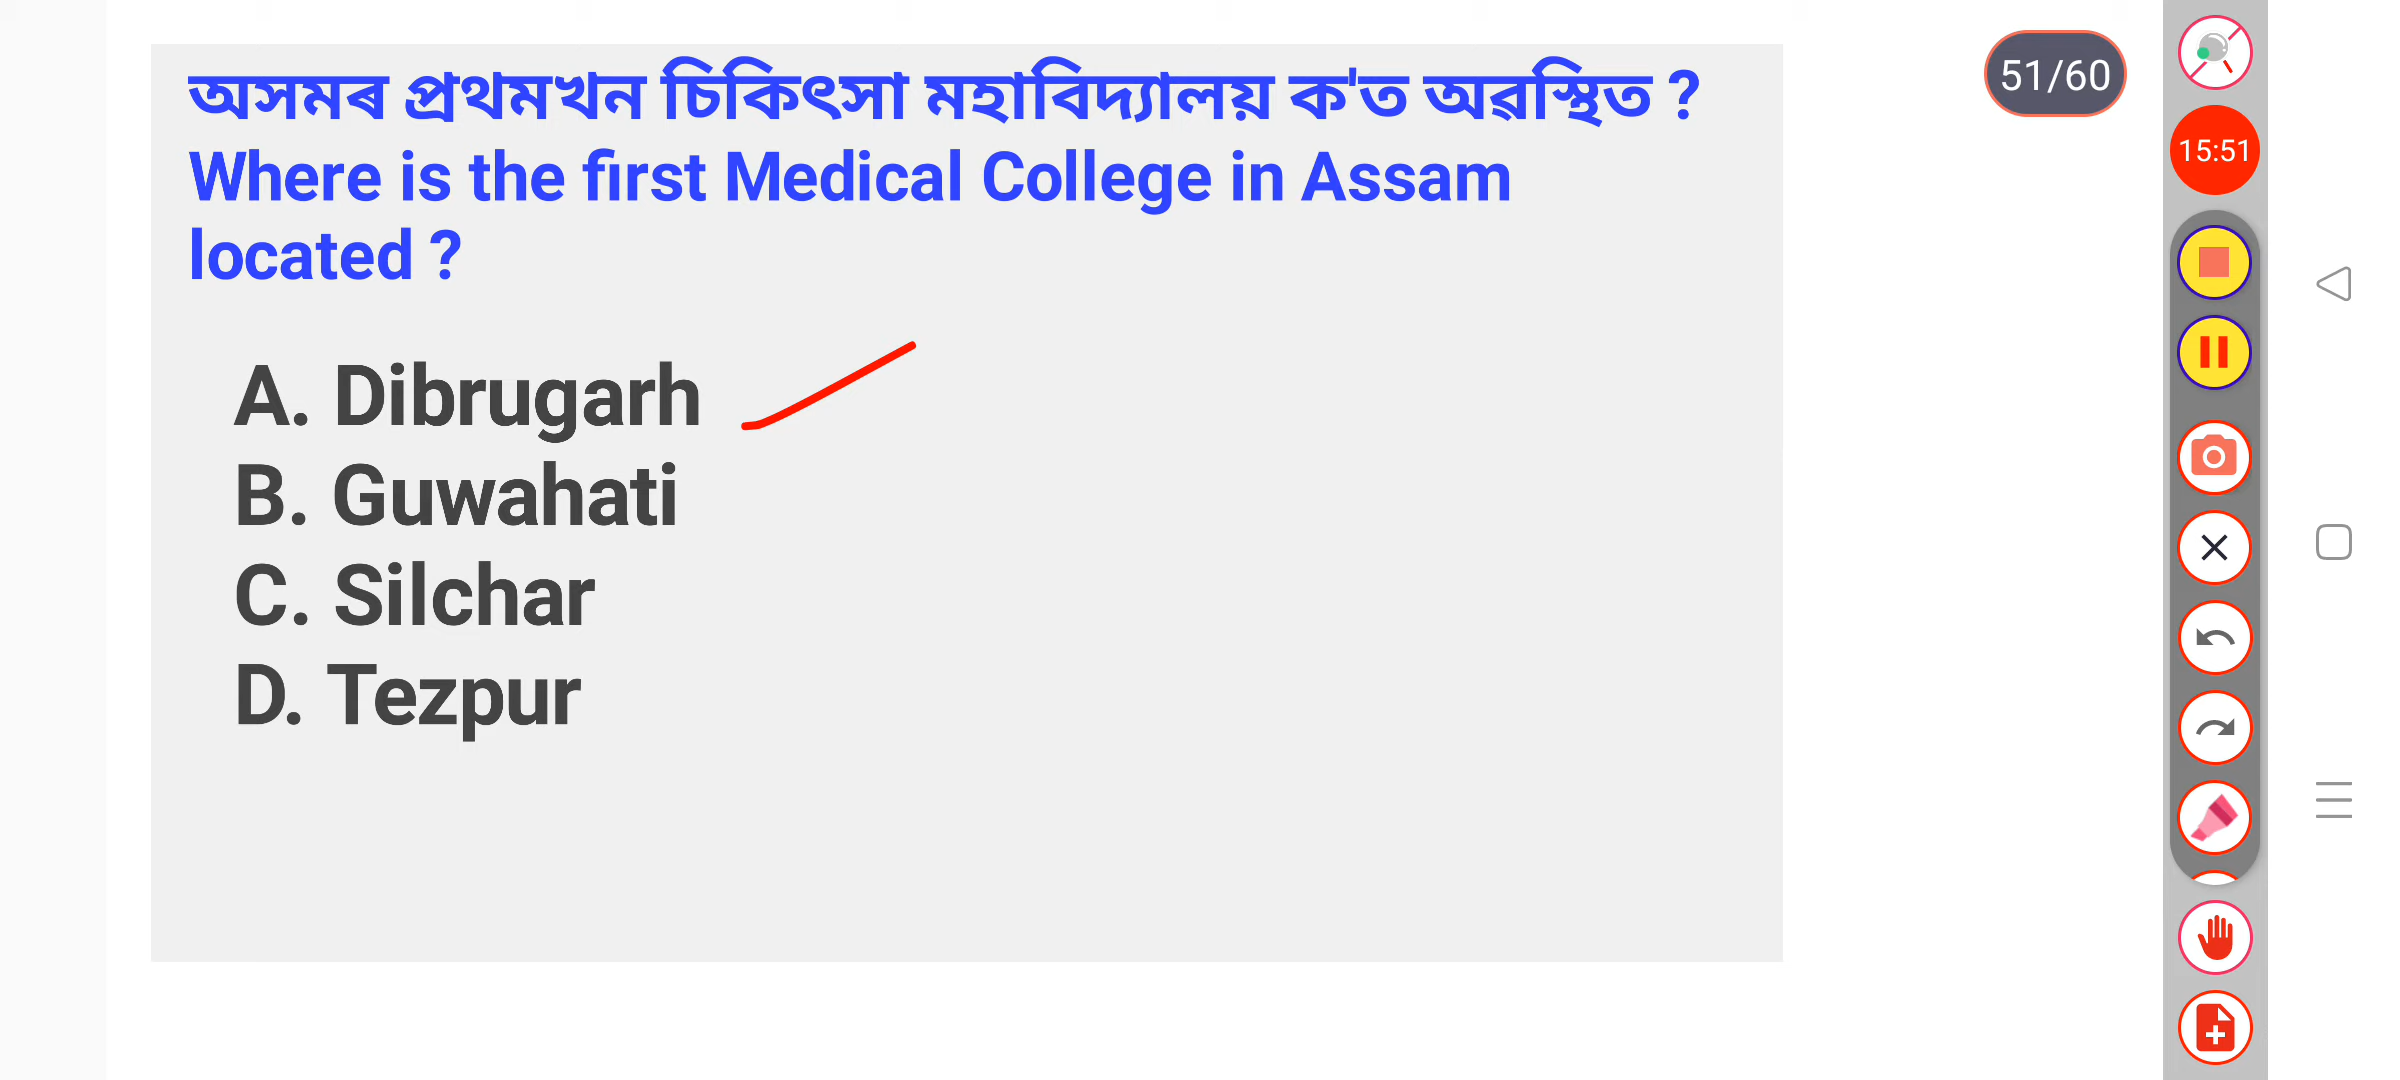 অসমৰ প্ৰথমখন চিকিৎসা মহাবিদ্যালয় ক'ত অৱস্থিত ?
Where is the first Medical College in Assam
located ?
A. Dibrugarh
B. Guwahati
C. Silchar
D. Tezpur
51/60
15:51